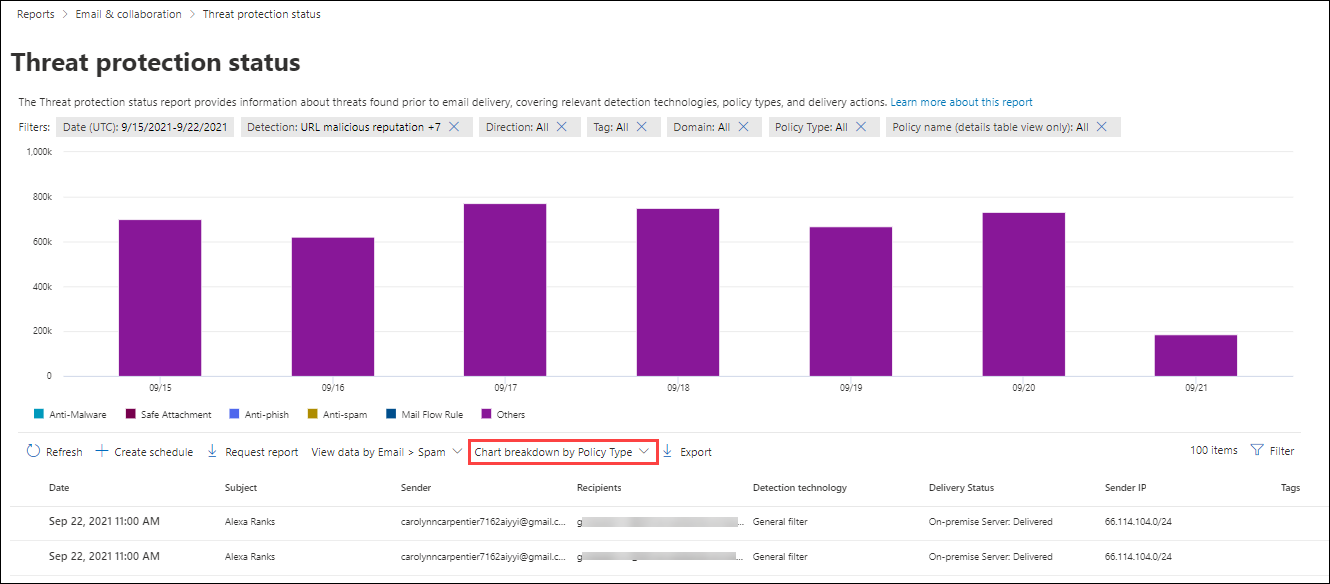 Reports > Email & collaboration > Threat protection status
Threat protection status
The Threat protection status report provides information about threats found prior to email delivery, covering relevant detection technologies, policy types, and delivery actions. Learn more about this report
Filters: Date (UTC): 9/15/2021-9/22/2021 Detection: URL malicious reputation +7 Direction: All Tag: All Domain: All Policy Type: All Policy name (details table view only): All
1,000k
800k
600k
400k
200k
0
09/15 09/16 09/17 09/18 09/19 09/20 09/21
Anti-Malware Safe Attachment Anti-phish Anti-spam Mail Flow Rule Others
Refresh Create schedule Request report View data by Email > Spam Chart breakdown by Policy Type Export 100 items Filter
Date Subject Sender Recipients Detection technology Delivery Status Sender IP Tags
Sep 22, 2021 11:00 AM Alexa Ranks carolynncarpentier7162aiyyi@gmail.c... g ... General filter On-premise Server: Delivered 66.114.104.0/24
Sep 22, 2021 11:00 AM Alexa Ranks carolynncarpentier7162aiyyi@gmail.c... g ... General filter On-premise Server: Delivered 66.114.104.0/24